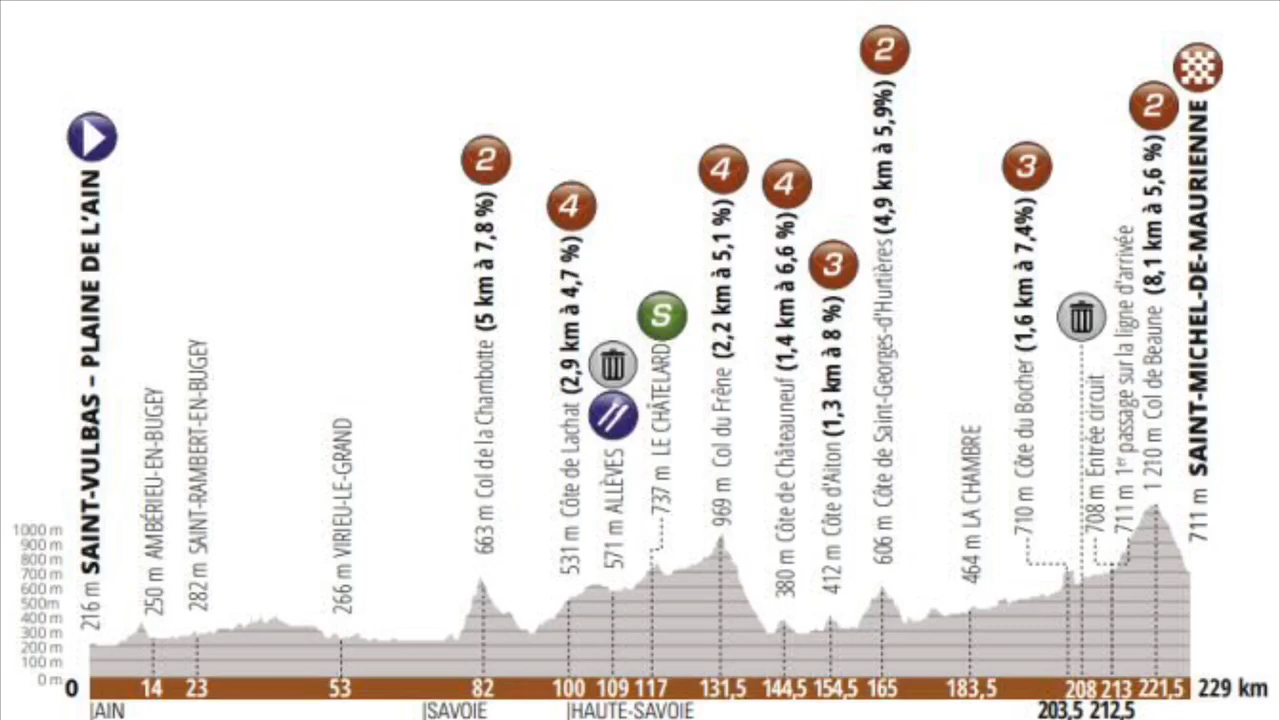 216 m SAINT-VULBAS – PLAINE DE L'AIN
250 m AMBÉRIEU-EN-BUGEY
282 m SAINT-RAMBERT-EN-BUGEY
266 m VIRIEU-LE-GRAND
2
663 m Col de la Chambotte (5 km à 7,8 %)
4
531 m Côte de Lachat (2,9 km à 4,7 %)
571 m ALLÈVES
S
737 m LE CHÂTELARD
4
969 m Col du Frêne (2,2 km à 5,1 %)
4
380 m Côte de Châteauneuf (1,4 km à 6,6 %)
3
412 m Côte d'Aiton (1,3 km à 8 %)
2
606 m Côte de Saint-Georges-d'Hurtières (4,9 km à 5,9%)
464 m LA CHAMBRE
3
710 m Côte du Bocher (1,6 km à 7,4%)
708 m Entrée circuit
711 m 1er passage sur la ligne d'arrivée
2
1 210 m Col de Beaune (8,1 km à 5,6 %)
711 m SAINT-MICHEL-DE-MAURIENNE
1000 m
900 m
800 m
700 m
600 m
500m
400 m
300 m
200 m
100 m
0 m
0 14 23 53 82 100 109 117 131,5 144,5 154,5 165 183,5 208 213 221,5 229 km
203,5 212,5
|AIN |SAVOIE |HAUTE-SAVOIE